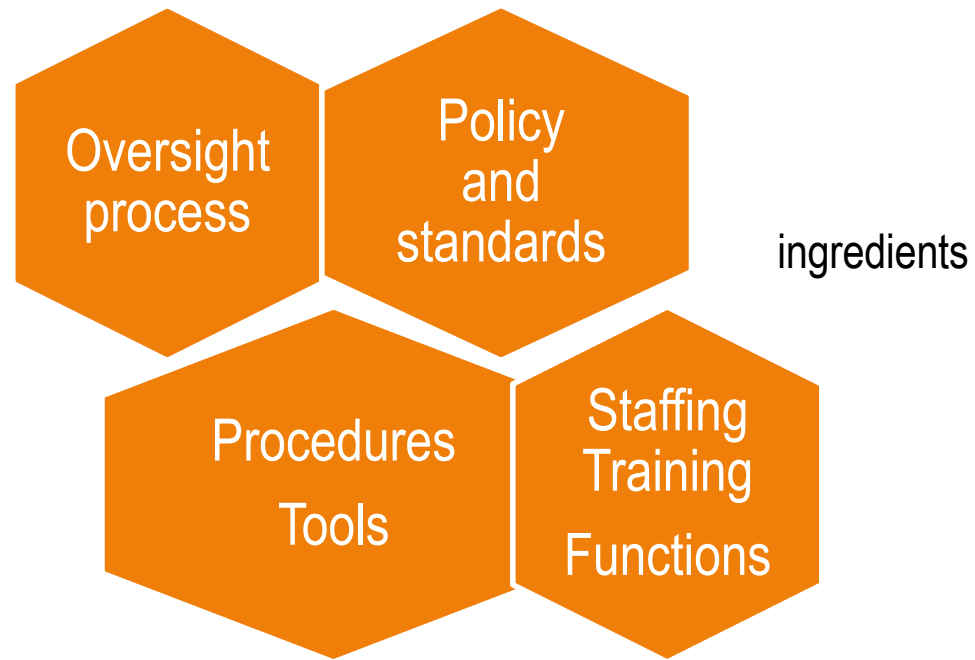 Oversight
process
Policy
and
standards
ingredients
Procedures
Tools
Staffing
Training
Functions